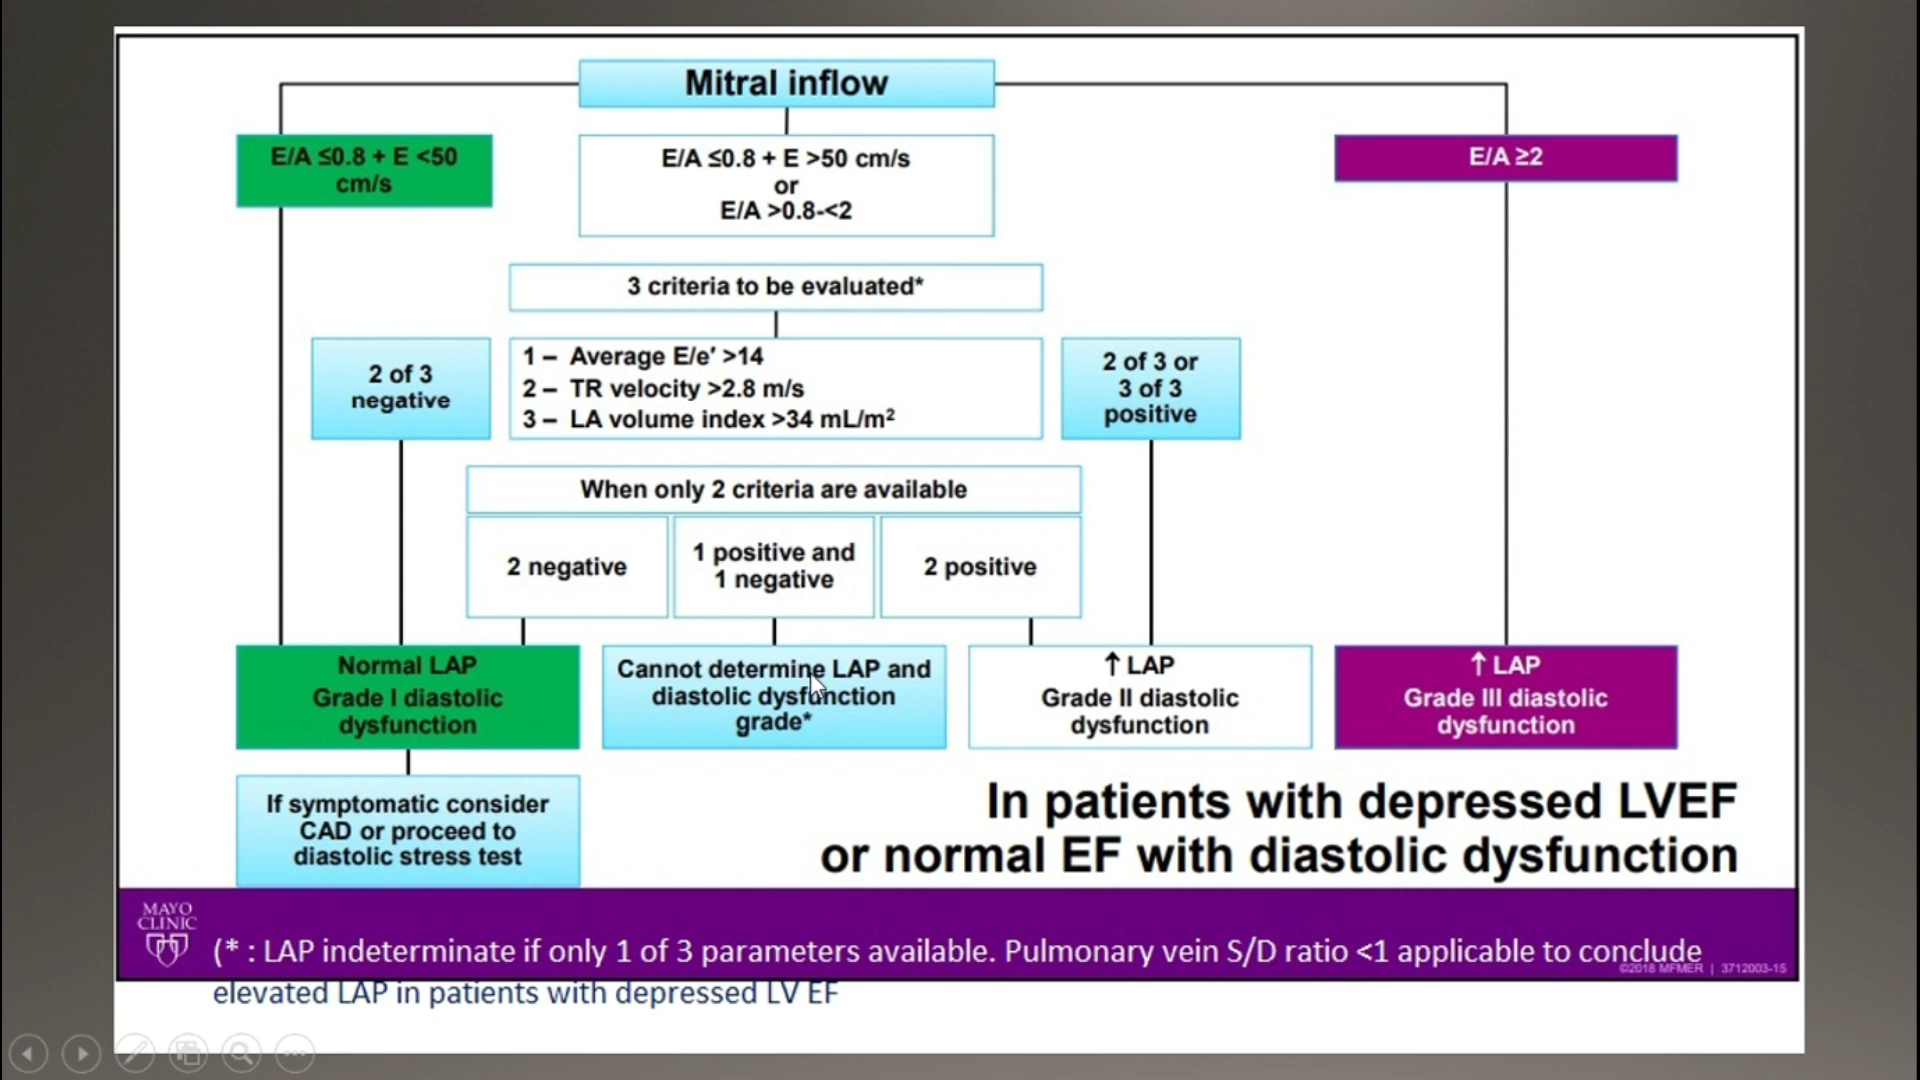 Mitral inflow
E/A ≤0.8 + E <50
cm/s
E/A ≤0.8 + E >50 cm/s
or
E/A >0.8-<2
E/A ≥2
3 criteria to be evaluated*
2 of 3
negative
1 – Average E/e′ >14
2 – TR velocity >2.8 m/s
3 – LA volume index >34 mL/m²
2 of 3 or
3 of 3
positive
When only 2 criteria are available
2 negative
1 positive and
1 negative
2 positive
Normal LAP
Grade I diastolic
dysfunction
Cannot determine LAP and
diastolic dysfunction
grade*
↑ LAP
Grade II diastolic
dysfunction
↑ LAP
Grade III diastolic
dysfunction
If symptomatic consider
CAD or proceed to
diastolic stress test
In patients with depressed LVEF
or normal EF with diastolic dysfunction
MAYO
CLINIC
(* : LAP indeterminate if only 1 of 3 parameters available. Pulmonary vein S/D ratio <1 applicable to conclude
©2018 MFMER | 3712003-15
elevated LAP in patients with depressed LV EF